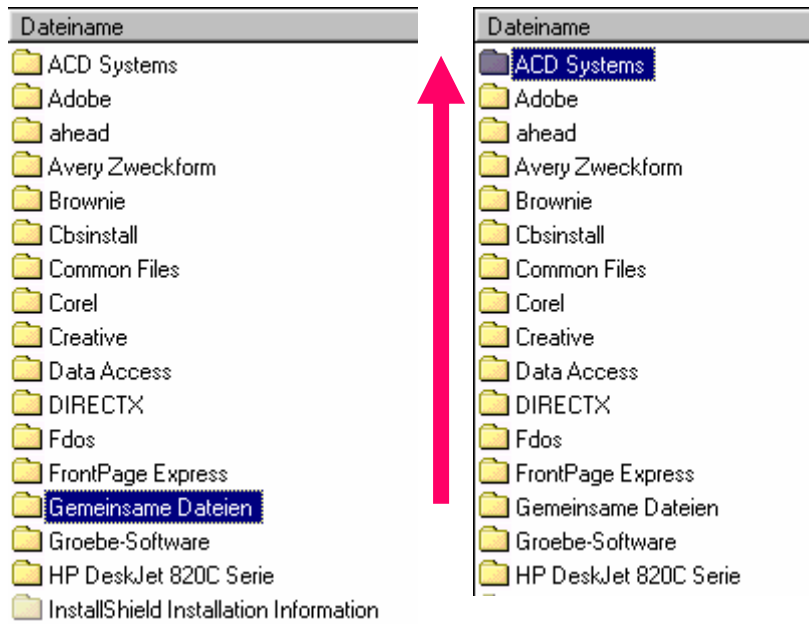 Dateiname
ACD Systems
Adobe
ahead
Avery Zweckform
Brownie
Cbsinstall
Common Files
Corel
Creative
Data Access
DIRECTX
Fdos
FrontPage Express
Gemeinsame Dateien
Groebe-Software
HP DeskJet 820C Serie
InstallShield Installation Information
Dateiname
ACD Systems
Adobe
ahead
Avery Zweckform
Brownie
Cbsinstall
Common Files
Corel
Creative
Data Access
DIRECTX
Fdos
FrontPage Express
Gemeinsame Dateien
Groebe-Software
HP DeskJet 820C Serie